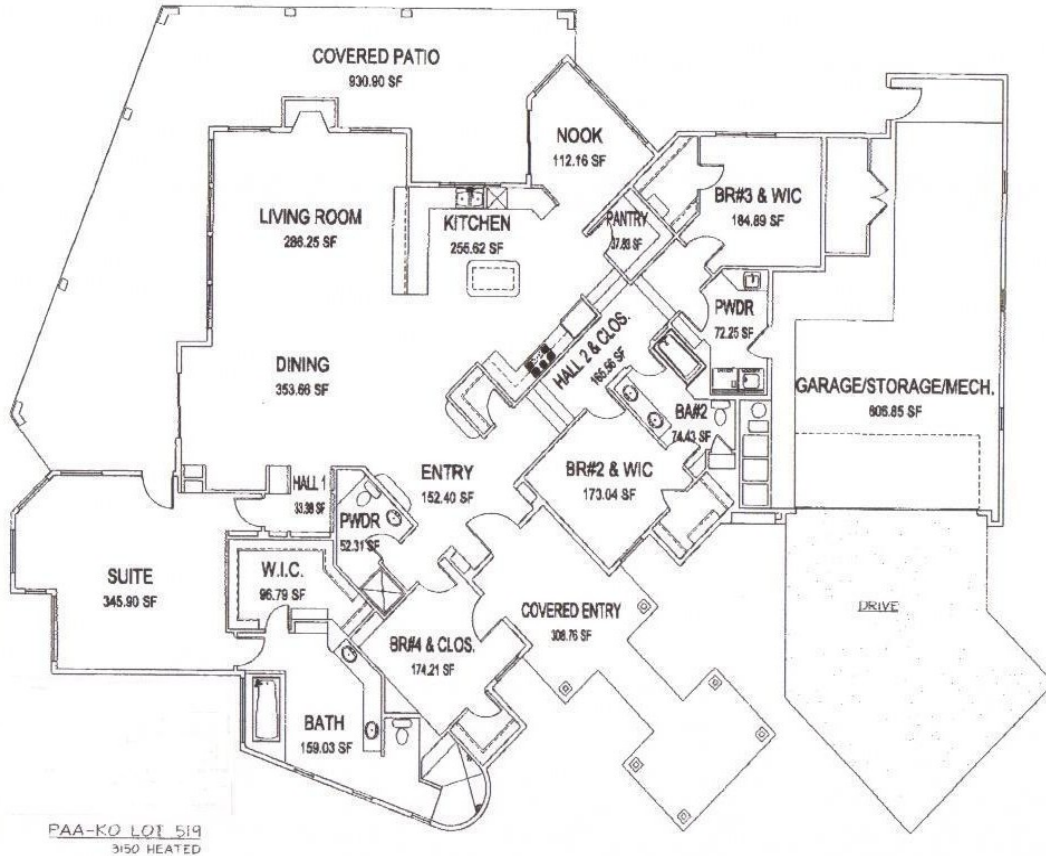 COVERED PATIO
930.90 SF
NOOK
112.16 SF
BR#3 & WIC
184.89 SF
LIVING ROOM
286.25 SF
KITCHEN
255.62 SF
PANTRY
37.83 SF
PWDR
72.25 SF
HALL 2 & CLOS.
165.56 SF
DINING
353.66 SF
GARAGE/STORAGE/MECH.
606.85 SF
BA#2
74.43 SF
ENTRY
152.40 SF
BR#2 & WIC
173.04 SF
HALL 1
33.38 SF
PWDR
52.31 SF
SUITE
345.90 SF
W.I.C.
96.79 SF
COVERED ENTRY
308.76 SF
DRIVE
BR#4 & CLOS.
174.21 SF
BATH
159.03 SF
PAA-KO LOT 519
3150 HEATED